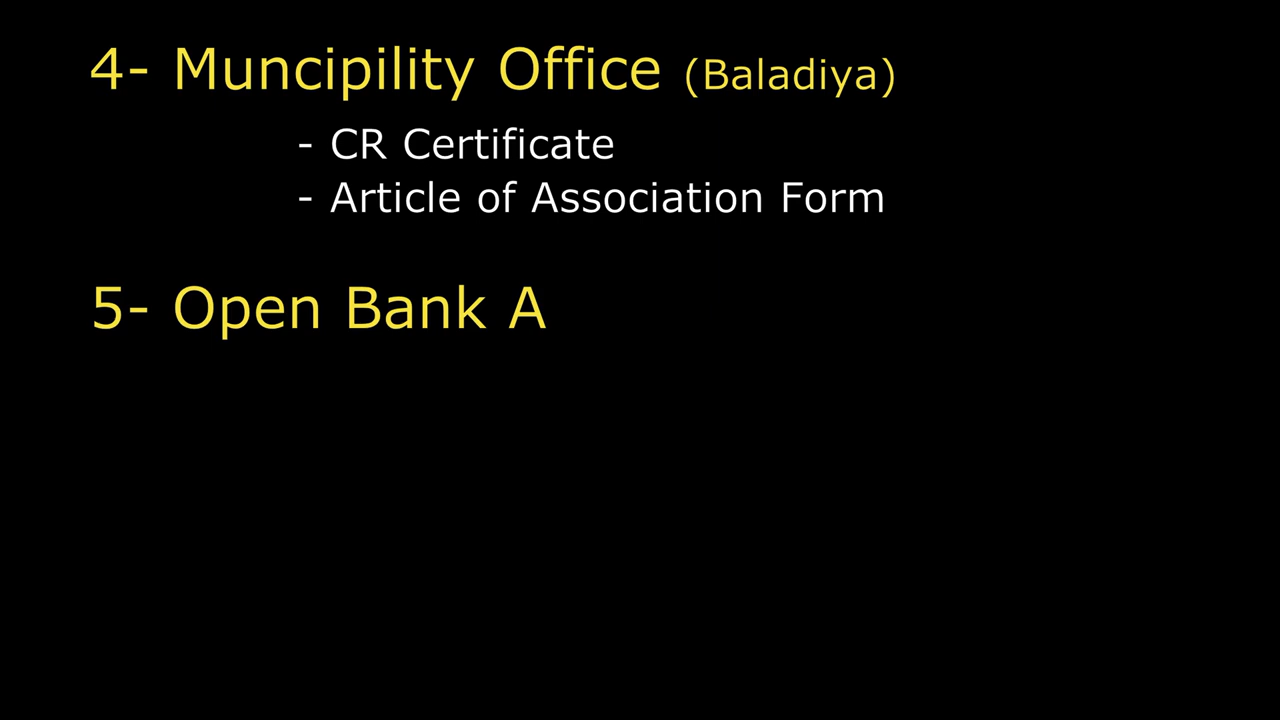 4- Muncipility Office (Baladiya)
- CR Certificate
- Article of Association Form
5- Open Bank A